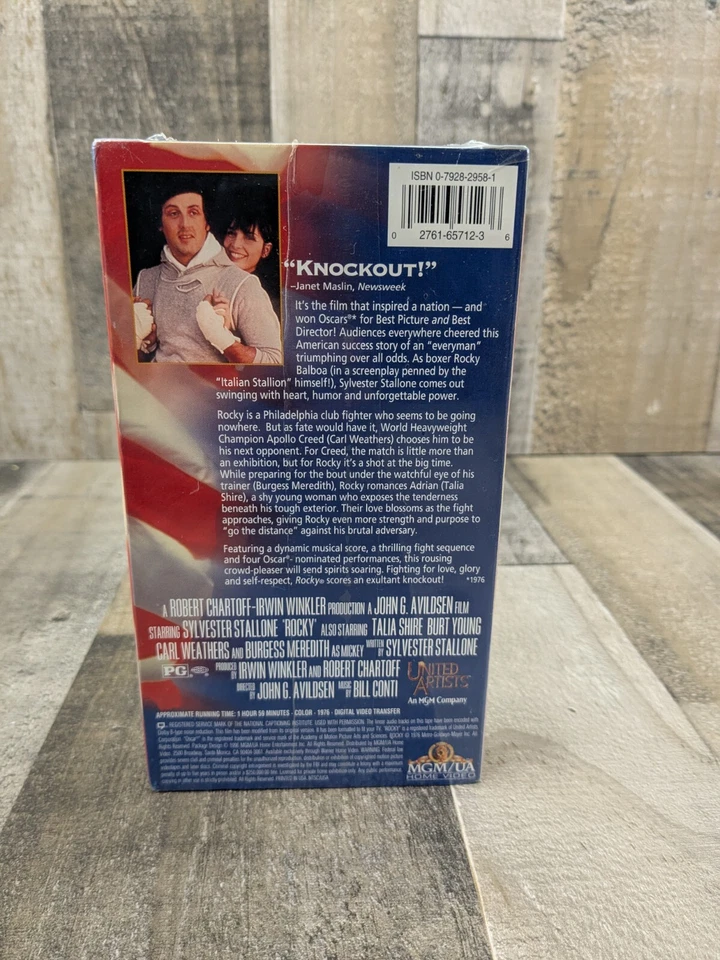 ISBN 0-7928-2958-1
0 2761-65712-3 6
"KNOCKOUT!"
–Janet Maslin, Newsweek
It's the film that inspired a nation — and
won Oscars®* for Best Picture and Best
Director! Audiences everywhere cheered this
American success story of an "everyman"
triumphing over all odds. As boxer Rocky
Balboa (in a screenplay penned by the
"Italian Stallion" himself!), Sylvester Stallone comes out
swinging with heart, humor and unforgettable power.
Rocky is a Philadelphia club fighter who seems to be going
nowhere. But as fate would have it, World Heavyweight
Champion Apollo Creed (Carl Weathers) chooses him to be
his next opponent. For Creed, the match is little more than
an exhibition, but for Rocky it's a shot at the big time.
While preparing for the bout under the watchful eye of his
trainer (Burgess Meredith), Rocky romances Adrian (Talia
Shire), a shy young woman who exposes the tenderness
beneath his tough exterior. Their love blossoms as the fight
approaches, giving Rocky even more strength and purpose to
"go the distance" against his brutal adversary.
Featuring a dynamic musical score, a thrilling fight sequence
and four Oscar®- nominated performances, this rousing
crowd-pleaser will send spirits soaring. Fighting for love, glory
and self-respect, Rocky® scores an exultant knockout! *1976
A ROBERT CHARTOFF-IRWIN WINKLER PRODUCTION A JOHN G. AVILDSEN FILM
STARRING SYLVESTER STALLONE "ROCKY" ALSO STARRING TALIA SHIRE BURT YOUNG
CARL WEATHERS AND BURGESS MEREDITH AS MICKEY WRITTEN BY SYLVESTER STALLONE
PG PRODUCED BY IRWIN WINKLER AND ROBERT CHARTOFF
DIRECTED BY JOHN G. AVILDSEN MUSIC BY BILL CONTI
UNITED
ARTISTS
An MGM Company
APPROXIMATE RUNNING TIME: 1 HOUR 59 MINUTES • COLOR • 1976 • DIGITAL VIDEO TRANSFER
REGISTERED SERVICE MARK OF THE NATIONAL CAPTIONING INSTITUTE. USED WITH PERMISSION.
MGM/UA
HOME VIDEO